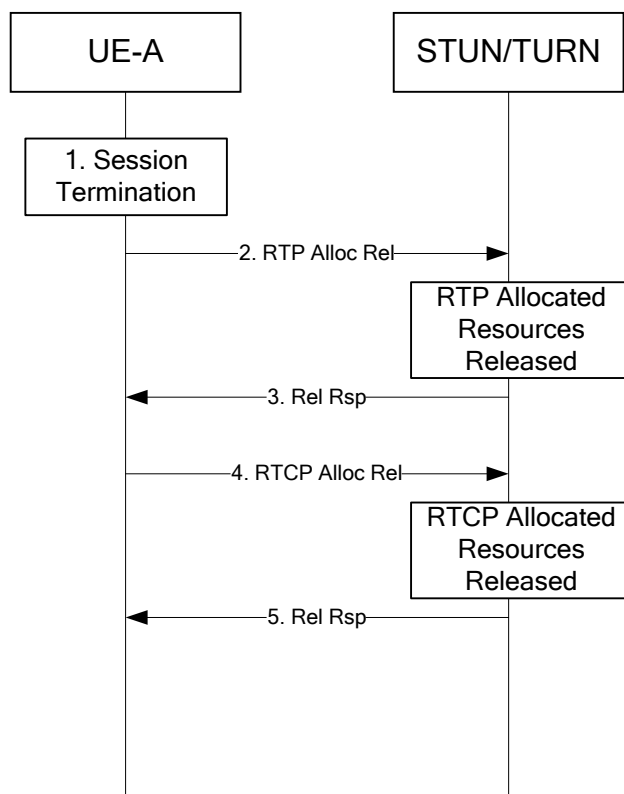 UE-A
STUN/TURN
1. Session
Termination
2. RTP Alloc Rel
RTP Allocated
Resources
Released
3. Rel Rsp
4. RTCP Alloc Rel
RTCP Allocated
Resources
Released
5. Rel Rsp